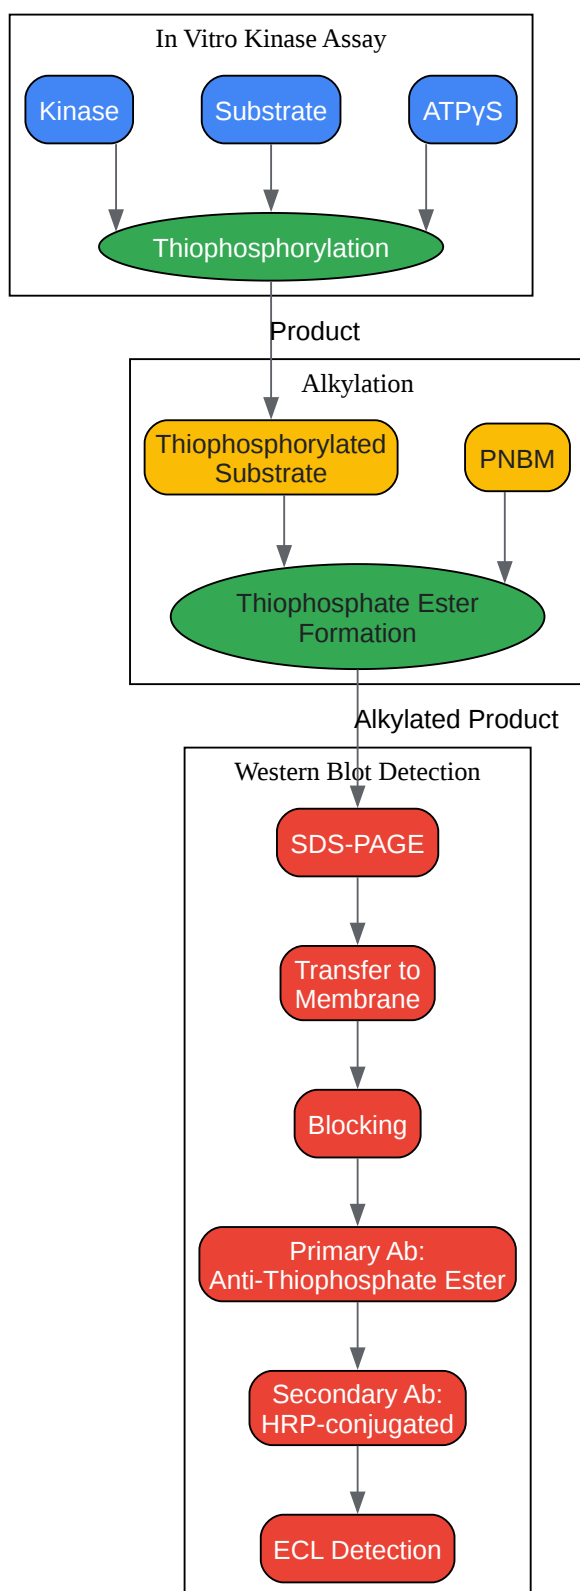 In Vitro Kinase Assay
Kinase
Substrate
ATPγS
Thiophosphorylation
Product
Alkylation
Thiophosphorylated
Substrate
PNBM
Thiophosphate Ester
Formation
Alkylated Product
Western Blot Detection
SDS-PAGE
Transfer to
Membrane
Blocking
Primary Ab:
Anti-Thiophosphate Ester
Secondary Ab:
HRP-conjugated
ECL Detection